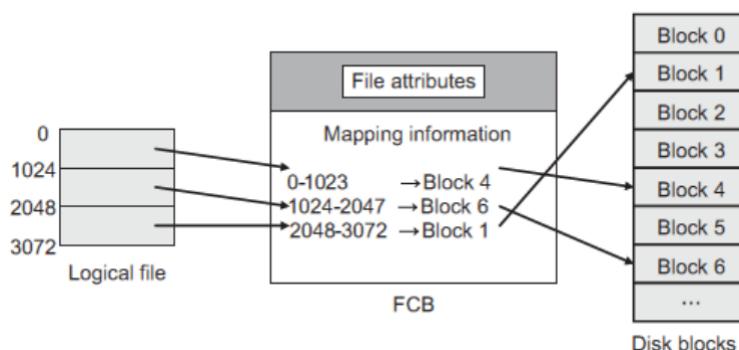 0
1024
2048
3072
Logical file
File attributes
Mapping information
0-1023 →Block 4
1024-2047 →Block 6
2048-3072 →Block 1
FCB
Block 0
Block 1
Block 2
Block 3
Block 4
Block 5
Block 6
...
Disk blocks